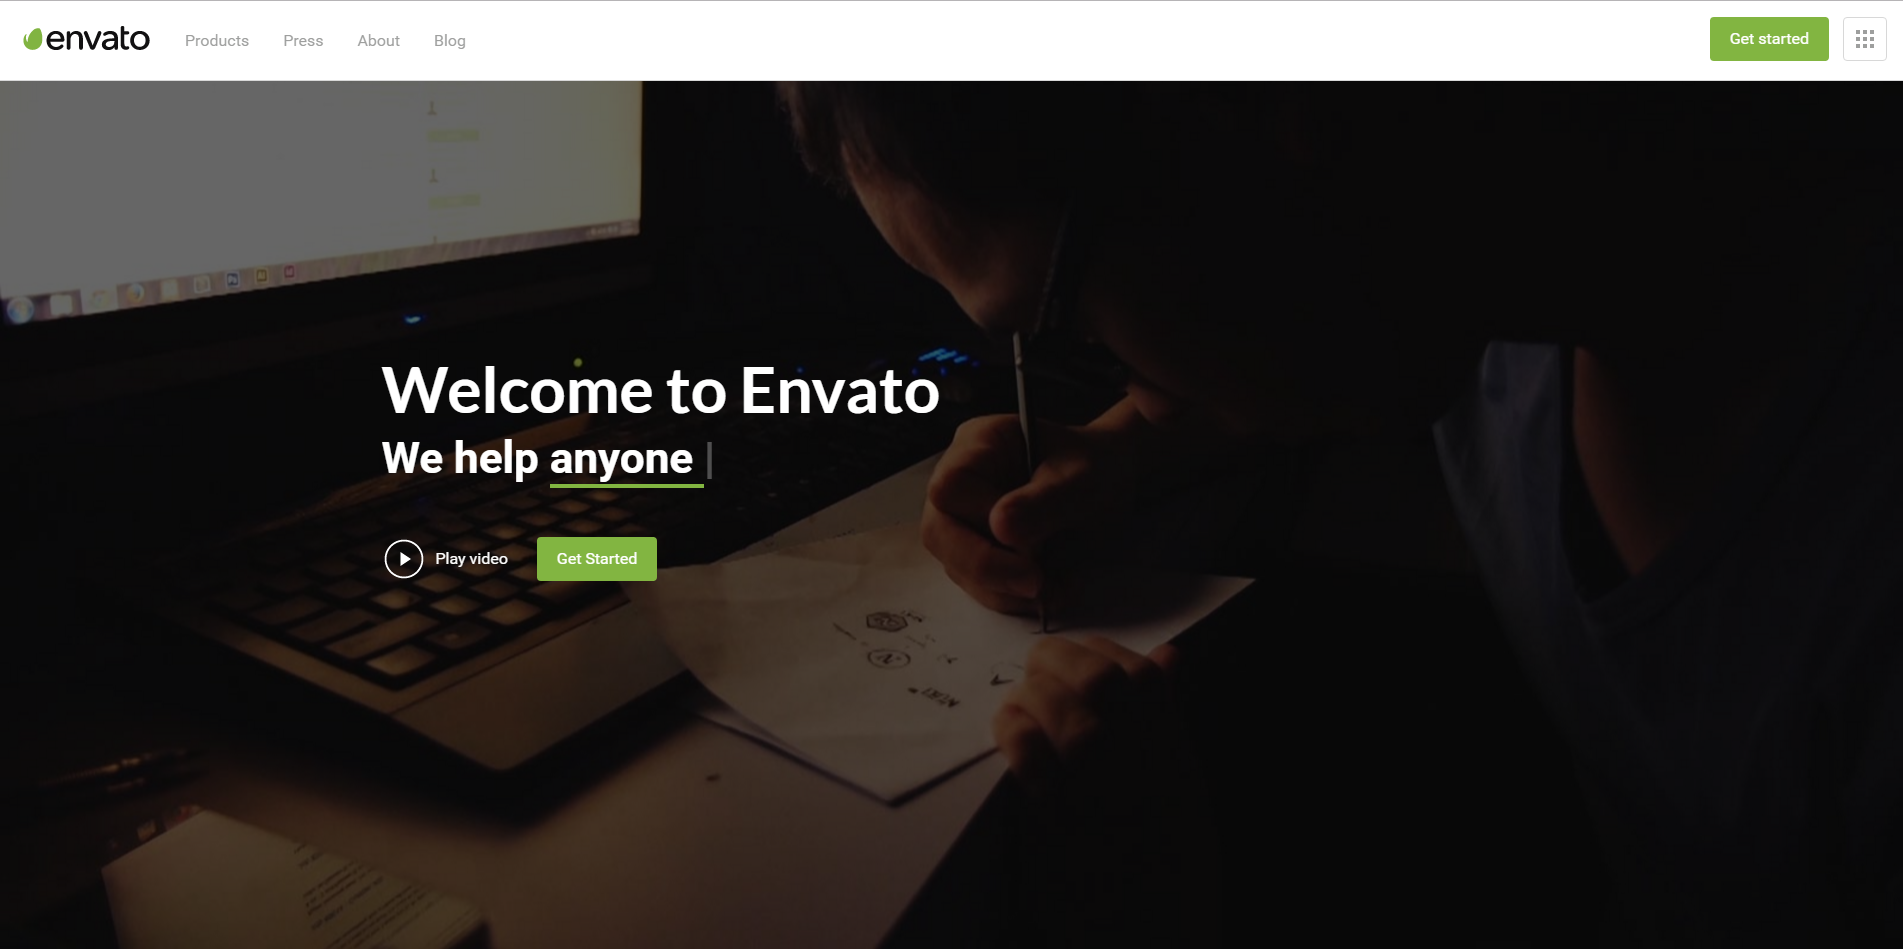 envato
Products
Press
About
Blog
Get started
Welcome to Envato
We help anyone
Play video
Get Started